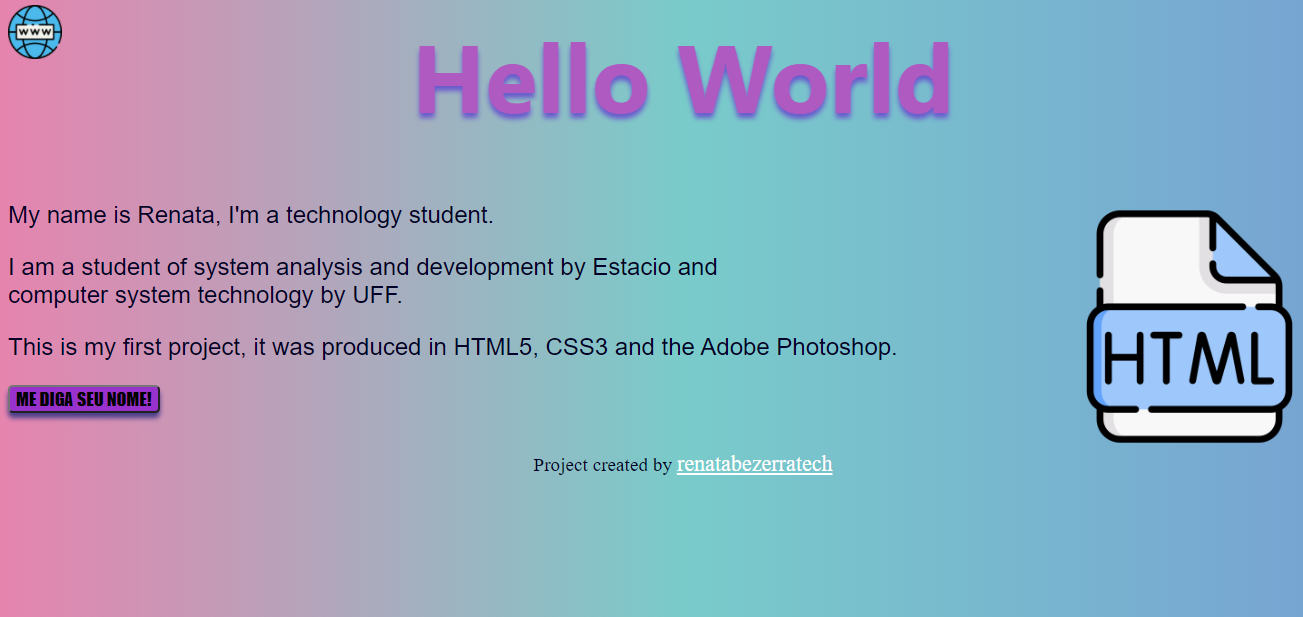 www
Hello World
My name is Renata, I'm a technology student.
I am a student of system analysis and development by Estacio and
computer system technology by UFF.
This is my first project, it was produced in HTML5, CSS3 and the Adobe Photoshop.
HTML
ME DIGA SEU NOME!
Project created by renatabezerratech